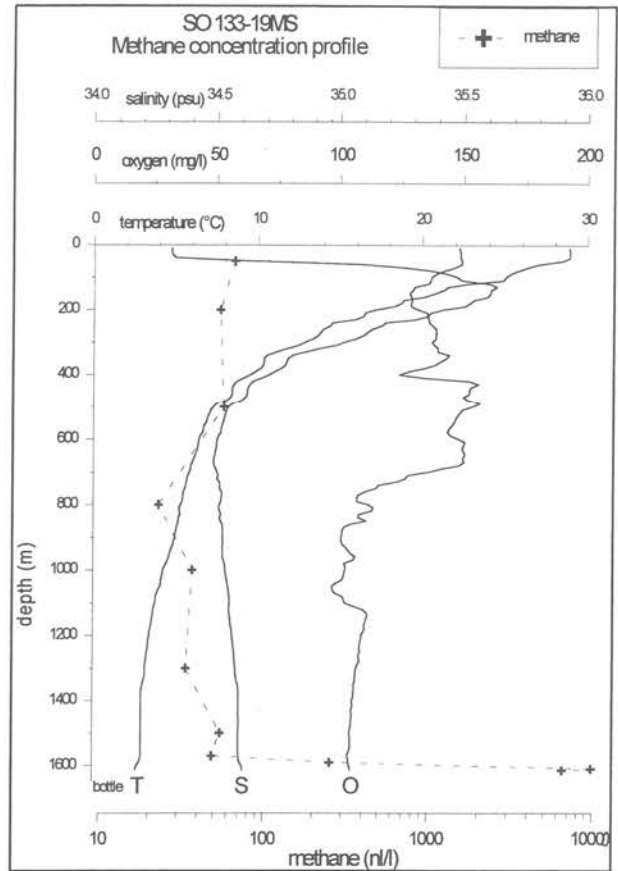 SO 133-19MS
Methane concentration profile
methane
34.0 salinity (psu) 34.5 35.0 35.5 36.0
0 oxygen (mg/l) 50 100 150 200
0 temperature (°C) 10 20 30
0
200
400
600
800
1000
1200
1400
1600
depth (m)
bottle T S O
10 100 1000 10000
methane (nl/l)